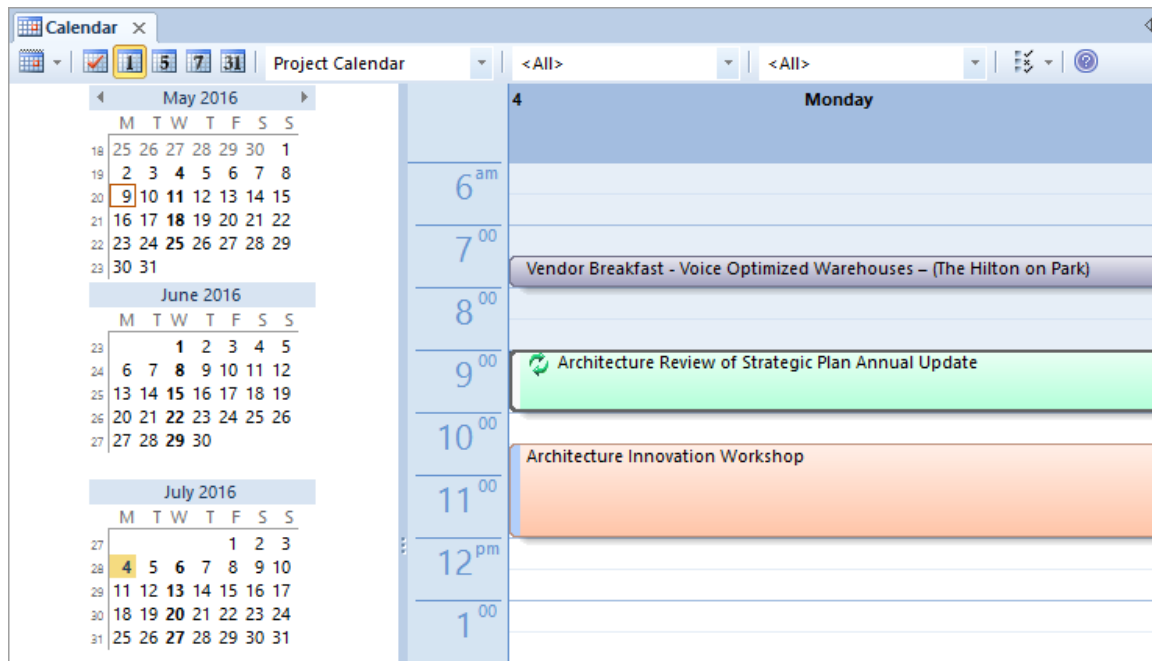 Calendar
1 5 7 31 Project Calendar <All> <All>
May 2016
M T W T F S S
18 25 26 27 28 29 30 1
19 2 3 4 5 6 7 8
20 9 10 11 12 13 14 15
21 16 17 18 19 20 21 22
22 23 24 25 26 27 28 29
23 30 31
June 2016
M T W T F S S
23 1 2 3 4 5
24 6 7 8 9 10 11 12
25 13 14 15 16 17 18 19
26 20 21 22 23 24 25 26
27 27 28 29 30
July 2016
M T W T F S S
27 1 2 3
28 4 5 6 7 8 9 10
29 11 12 13 14 15 16 17
30 18 19 20 21 22 23 24
31 25 26 27 28 29 30 31
4 Monday
6 am
7 00
Vendor Breakfast - Voice Optimized Warehouses – (The Hilton on Park)
8 00
9 00 Architecture Review of Strategic Plan Annual Update
10 00
Architecture Innovation Workshop
11 00
12 pm
1 00